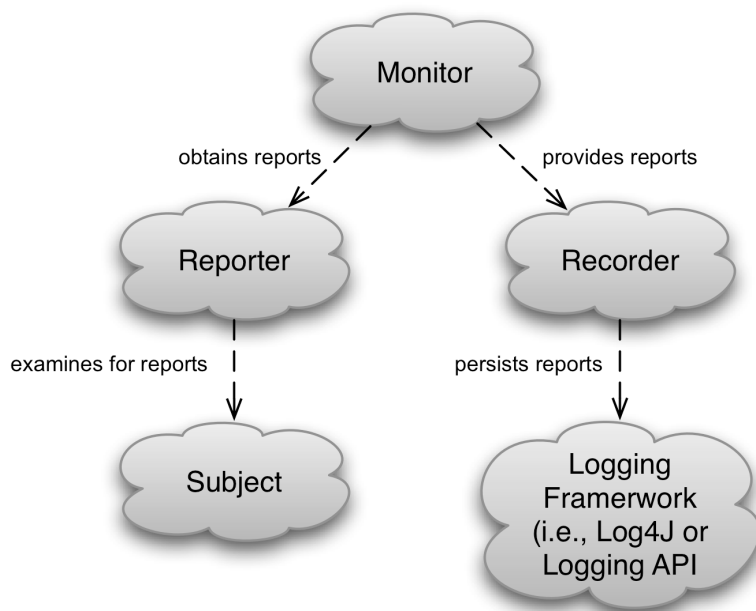 Monitor
obtains reports
provides reports
Reporter
Recorder
examines for reports
persists reports
Subject
Logging
Framerwork
(i.e., Log4J or
Logging API